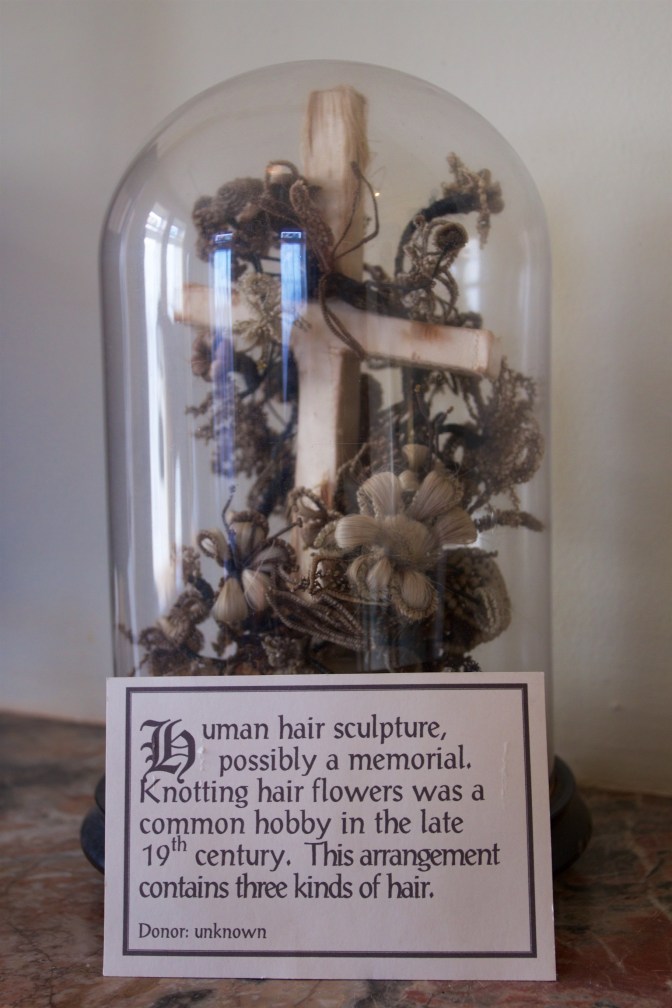 Human hair sculpture,
possibly a memorial.
Knotting hair flowers was a
common hobby in the late
19th century. This arrangement
contains three kinds of hair.
Donor: unknown